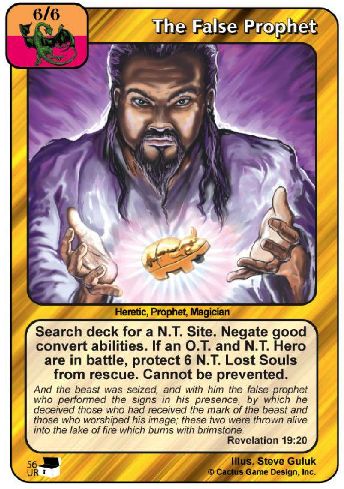 6/6
The False Prophet
Heretic, Prophet, Magician
Search deck for a N.T. Site. Negate good
convert abilities. If an O.T. and N.T. Hero
are in battle, protect 6 N.T. Lost Souls
from rescue. Cannot be prevented.
And the beast was seized, and with him the false prophet
who performed the signs in his presence, by which he
deceived those who had received the mark of the beast and
those who worshiped his image; these two were thrown alive
into the lake of fire which burns with brimstone.
Revelation 19:20
56
UR
Illus. Steve Guluk
© Cactus Game Design, Inc.